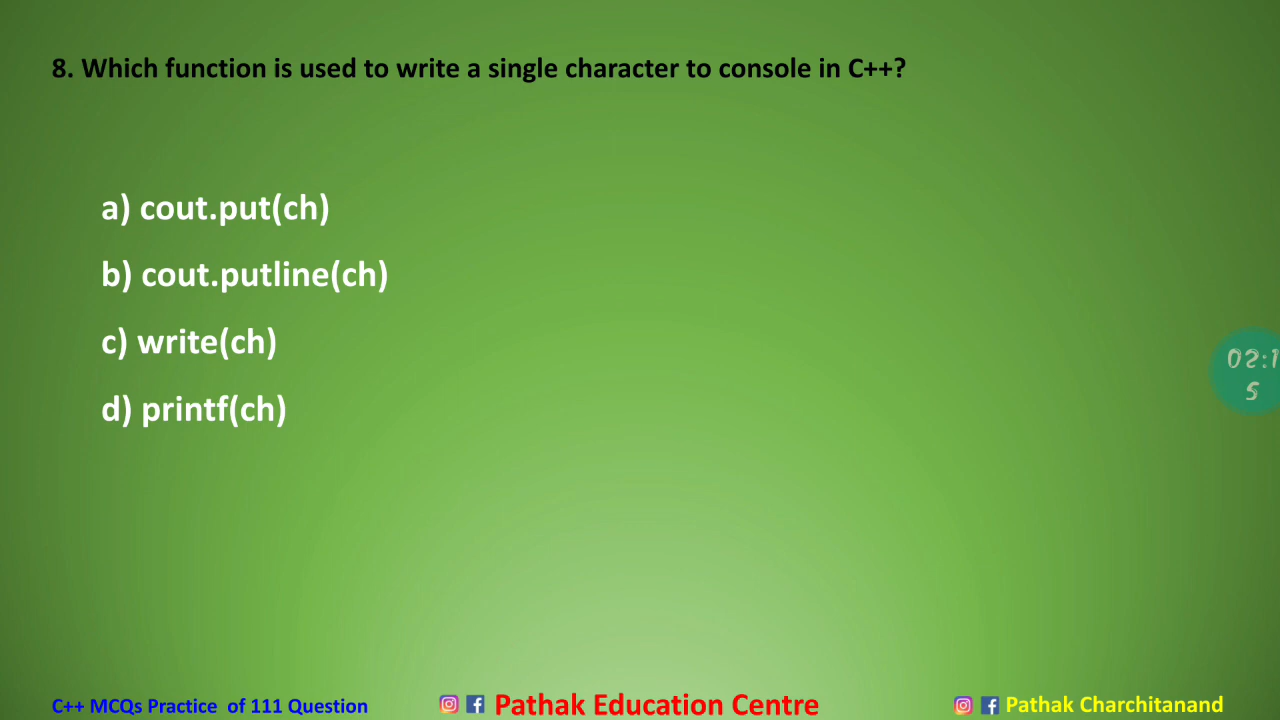 8. Which function is used to write a single character to console in C++?
a) cout.put(ch)
b) cout.putline(ch)
c) write(ch)
d) printf(ch)
02:1
5
C++ MCQs Practice of 111 Question
Pathak Education Centre
Pathak Charchitanand